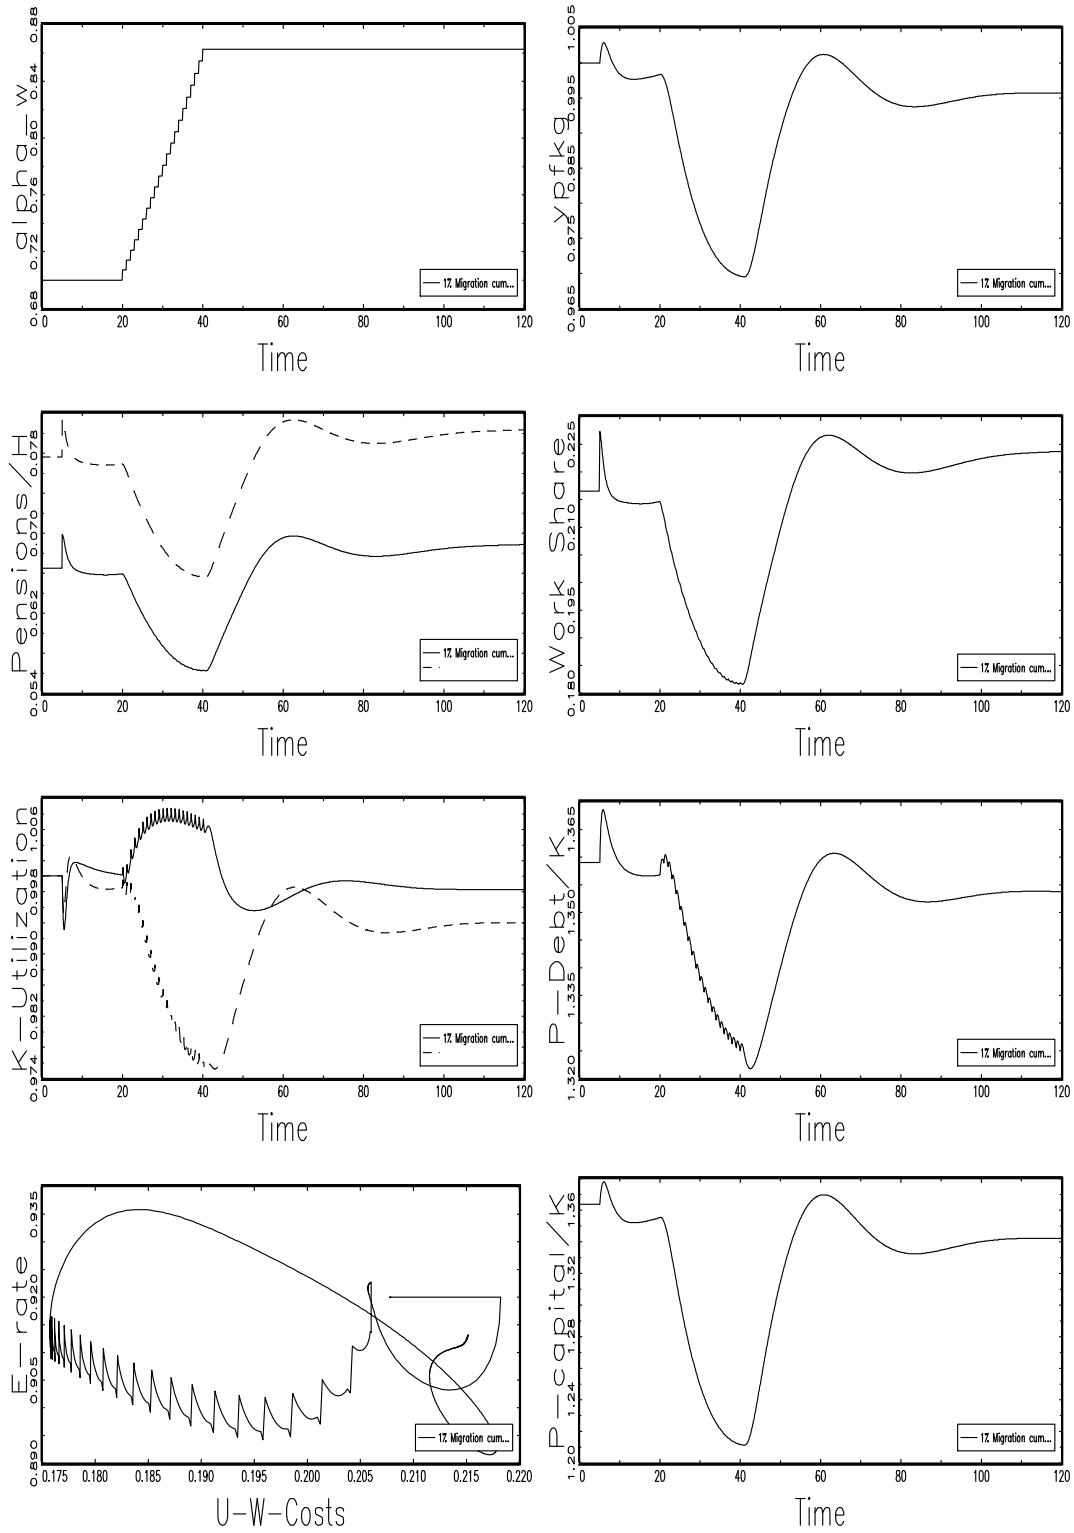 alpha-w
0.68 0.72 0.76 0.80 0.84 0.88
0 20 40 60 80 100 120
Time
1% Migration cum...
ypfkg
0.965 0.975 0.985 0.995 1.005
0 20 40 60 80 100 120
Time
1% Migration cum...
Pensions/H
0.054 0.062 0.070 0.078
0 20 40 60 80 100 120
Time
1% Migration cum...
Work Share
0.180 0.195 0.210 0.225
0 20 40 60 80 100 120
Time
1% Migration cum...
K-Utilization
0.974 0.982 0.990 0.998 1.006
0 20 40 60 80 100 120
Time
1% Migration cum...
P-Debt/K
1.320 1.335 1.350 1.365
0 20 40 60 80 100 120
Time
1% Migration cum...
E-rate
0.890 0.905 0.920 0.935
0.175 0.180 0.185 0.190 0.195 0.200 0.205 0.210 0.215 0.220
U-W-Costs
1% Migration cum...
P-capital/K
1.20 1.24 1.28 1.32 1.36
0 20 40 60 80 100 120
Time
1% Migration cum...